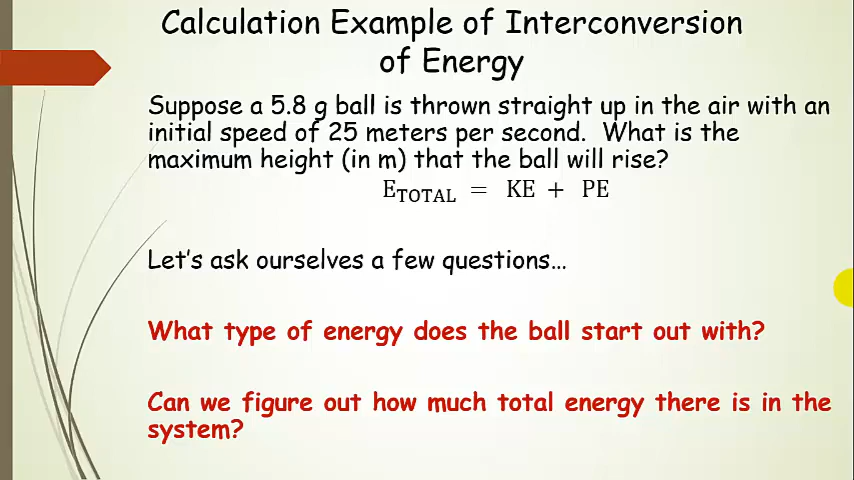 Calculation Example of Interconversion
of Energy
Suppose a 5.8 g ball is thrown straight up in the air with an
initial speed of 25 meters per second.  What is the
maximum height (in m) that the ball will rise?
E_TOTAL = KE + PE
Let's ask ourselves a few questions…
What type of energy does the ball start out with?
Can we figure out how much total energy there is in the
system?